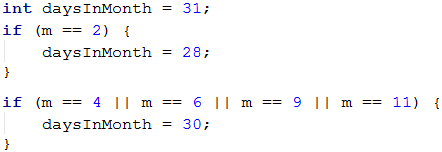 int daysInMonth = 31;
if (m == 2) {
    daysInMonth = 28;
}
if (m == 4 || m == 6 || m == 9 || m == 11) {
    daysInMonth = 30;
}